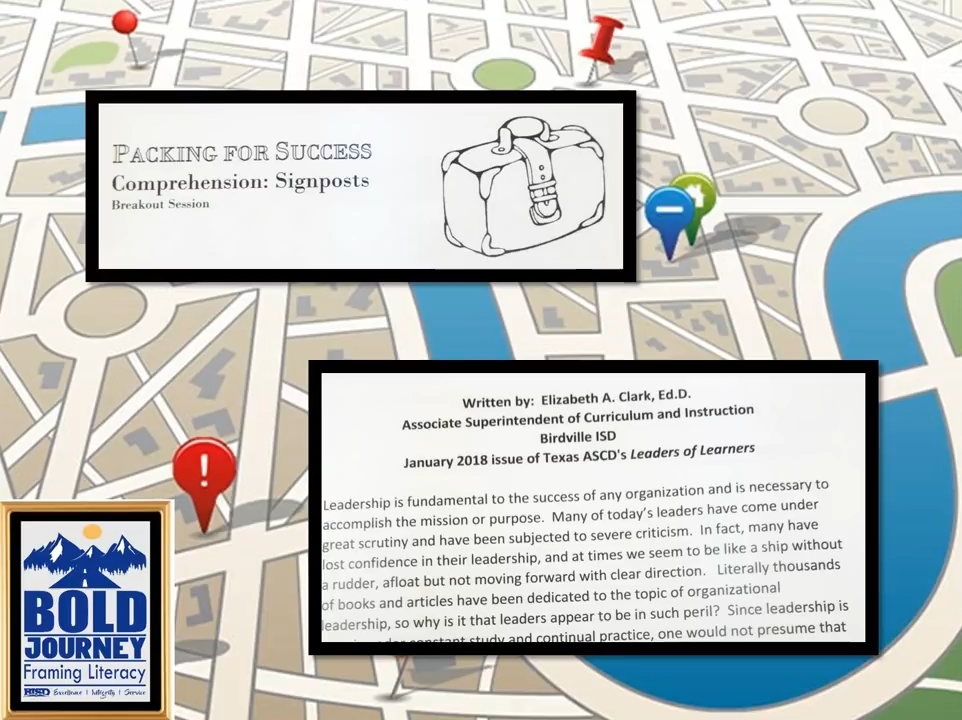 PACKING FOR SUCCESS
Comprehension: Signposts
Breakout Session
Written by: Elizabeth A. Clark, Ed.D.
Associate Superintendent of Curriculum and Instruction
Birdville ISD
January 2018 issue of Texas ASCD's Leaders of Learners
Leadership is fundamental to the success of any organization and is necessary to
accomplish the mission or purpose. Many of today's leaders have come under
great scrutiny and have been subjected to severe criticism. In fact, many have
lost confidence in their leadership, and at times we seem to be like a ship without
a rudder, afloat but not moving forward with clear direction. Literally thousands
of books and articles have been dedicated to the topic of organizational
leadership, so why is it that leaders appear to be in such peril? Since leadership is
constant study and continual practice, one would not presume that
BOLD
JOURNEY
Framing Literacy
BISD Excellence | Integrity | Service